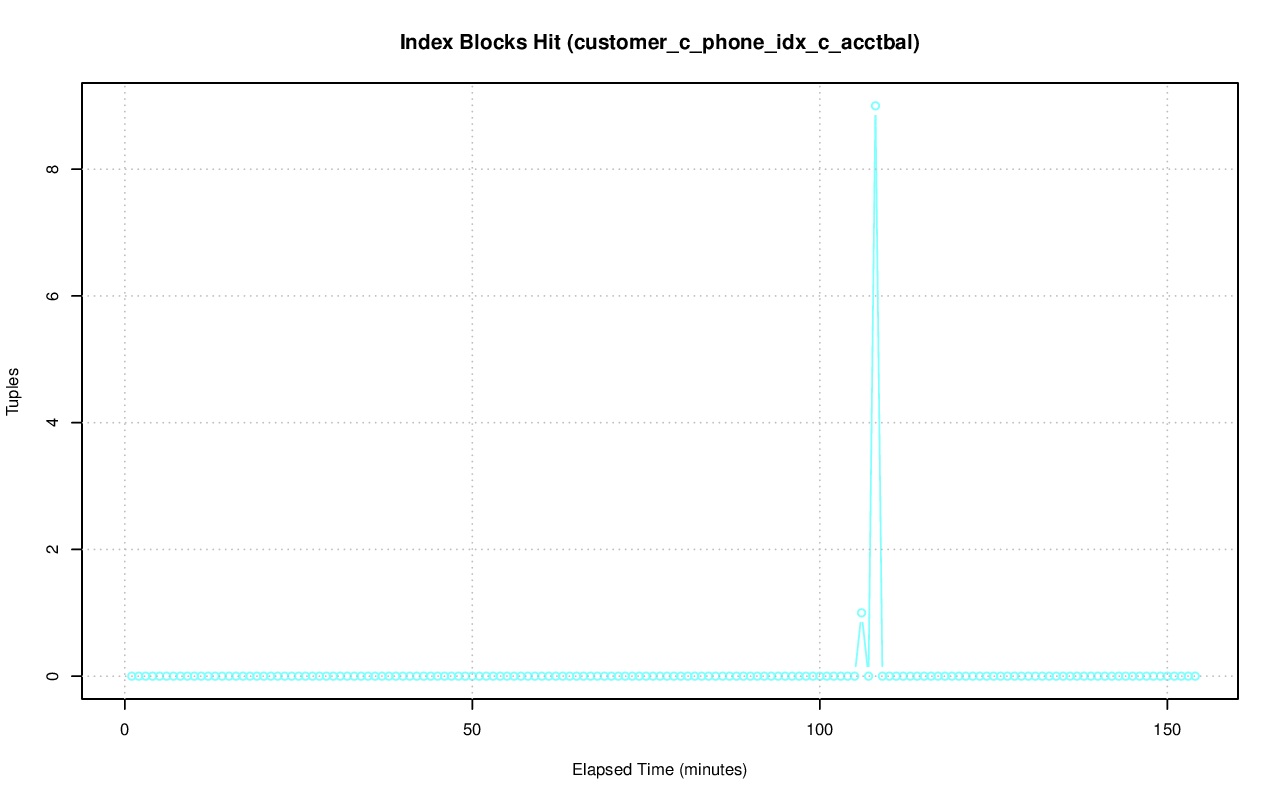 Index Blocks Hit (customer_c_phone_idx_c_acctbal)
8
6
4
2
0
Tuples
0 50 100 150
Elapsed Time (minutes)